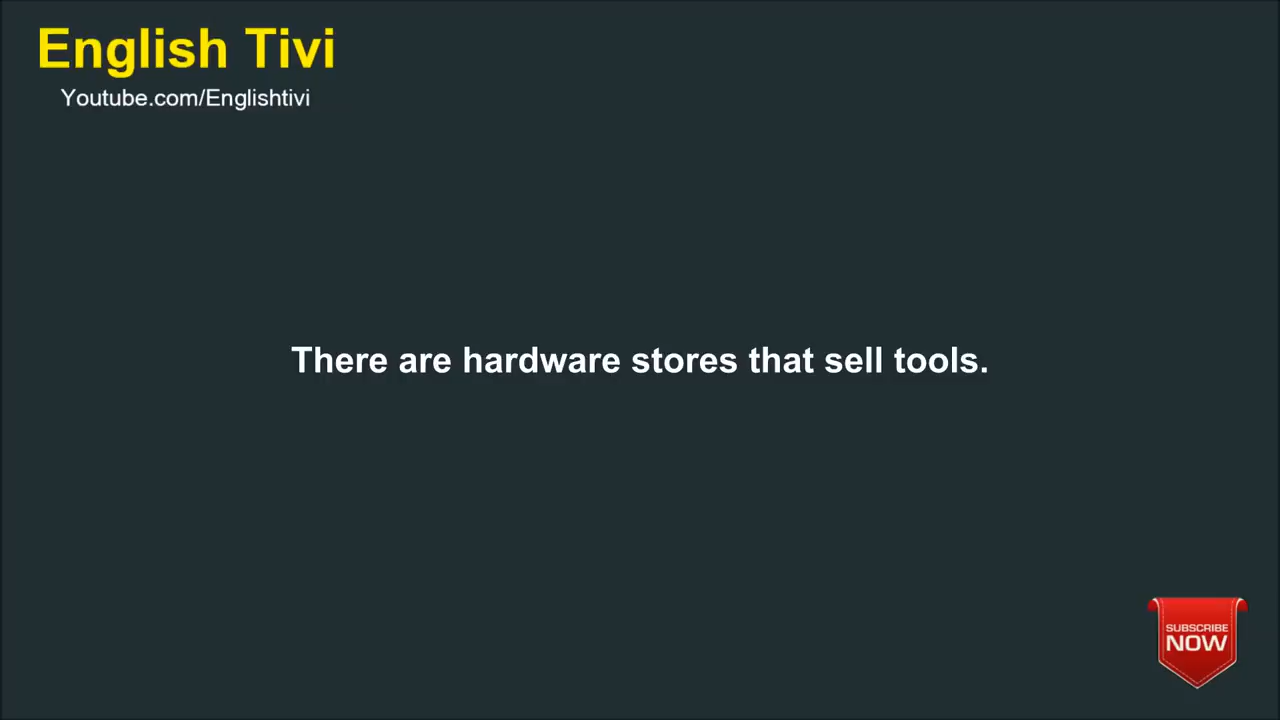 English Tivi
Youtube.com/Englishtivi
There are hardware stores that sell tools.
SUBSCRIBE
NOW